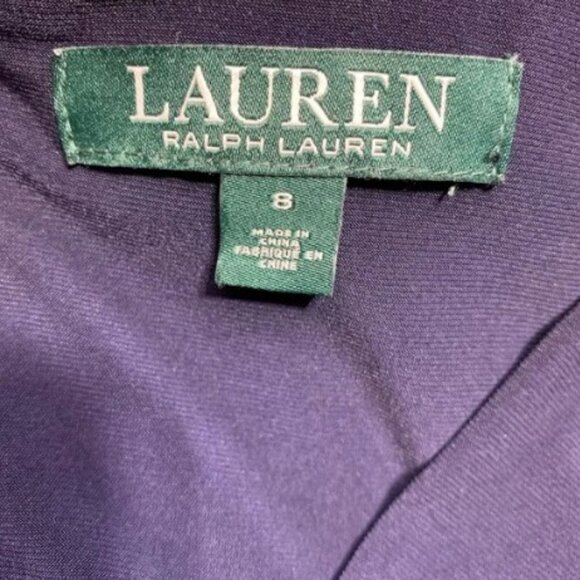 LAUREN
RALPH LAUREN
8
MADE IN
CHINA
FABRIQUE EN
CHINE